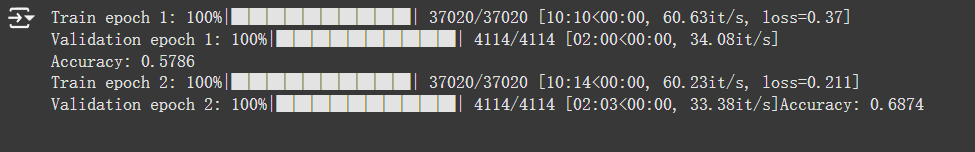 Train epoch 1: 100%|██████████| 37020/37020 [10:10<00:00, 60.63it/s, loss=0.37]
Validation epoch 1: 100%|██████████| 4114/4114 [02:00<00:00, 34.08it/s]
Accuracy: 0.5786
Train epoch 2: 100%|██████████| 37020/37020 [10:14<00:00, 60.23it/s, loss=0.211]
Validation epoch 2: 100%|██████████| 4114/4114 [02:03<00:00, 33.38it/s]Accuracy: 0.6874